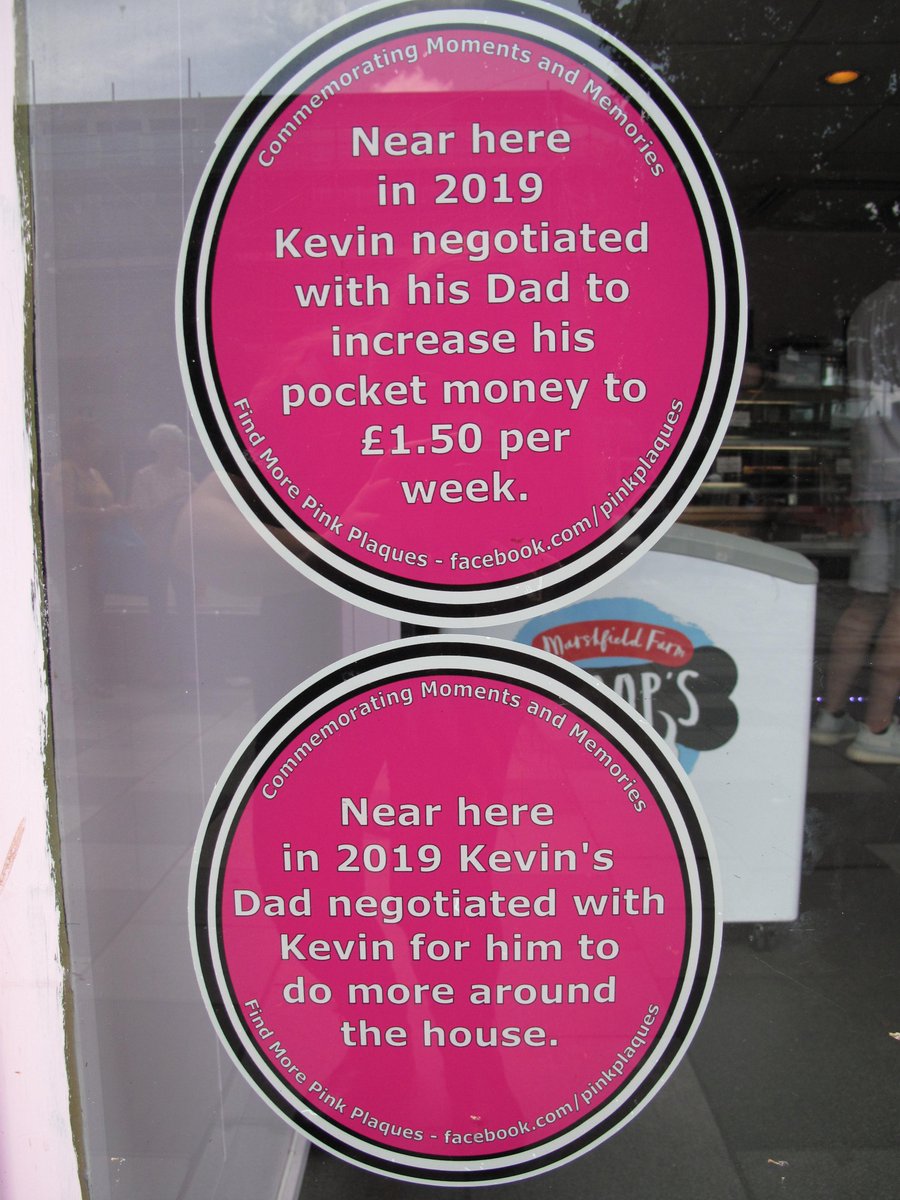 Commemorating Moments and Memories
Near here
in 2019
Kevin negotiated
with his Dad to
increase his
pocket money to
£1.50 per
week.
Find More Pink Plaques - facebook.com/pinkplaques
Marshfield Farm
Commemorating Moments and Memories
Near here
in 2019 Kevin's
Dad negotiated with
Kevin for him to
do more around
the house.
Find More Pink Plaques - facebook.com/pinkplaques